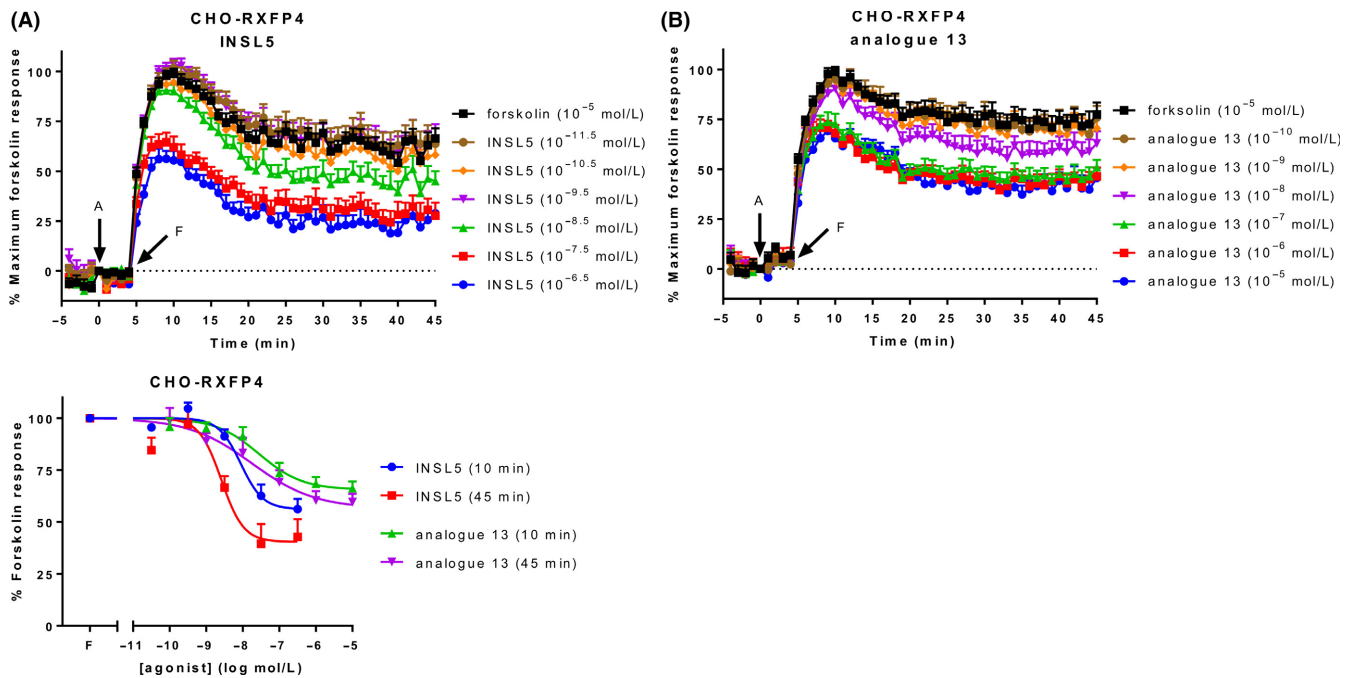 (A)
CHO-RXFP4
INSL5
% Maximum forskolin response
100
75
50
25
0
A
F
−5 0 5 10 15 20 25 30 35 40 45
Time (min)
forskolin (10⁻⁵ mol/L)
INSL5 (10⁻¹¹·⁵ mol/L)
INSL5 (10⁻¹⁰·⁵ mol/L)
INSL5 (10⁻⁹·⁵ mol/L)
INSL5 (10⁻⁸·⁵ mol/L)
INSL5 (10⁻⁷·⁵ mol/L)
INSL5 (10⁻⁶·⁵ mol/L)
(B)
CHO-RXFP4
analogue 13
% Maximum forskolin response
100
75
50
25
0
A
F
−5 0 5 10 15 20 25 30 35 40 45
Time (min)
forksolin (10⁻⁵ mol/L)
analogue 13 (10⁻¹⁰ mol/L)
analogue 13 (10⁻⁹ mol/L)
analogue 13 (10⁻⁸ mol/L)
analogue 13 (10⁻⁷ mol/L)
analogue 13 (10⁻⁶ mol/L)
analogue 13 (10⁻⁵ mol/L)
CHO-RXFP4
% Forskolin response
100
75
50
25
0
F −11 −10 −9 −8 −7 −6 −5
[agonist] (log mol/L)
INSL5 (10 min)
INSL5 (45 min)
analogue 13 (10 min)
analogue 13 (45 min)